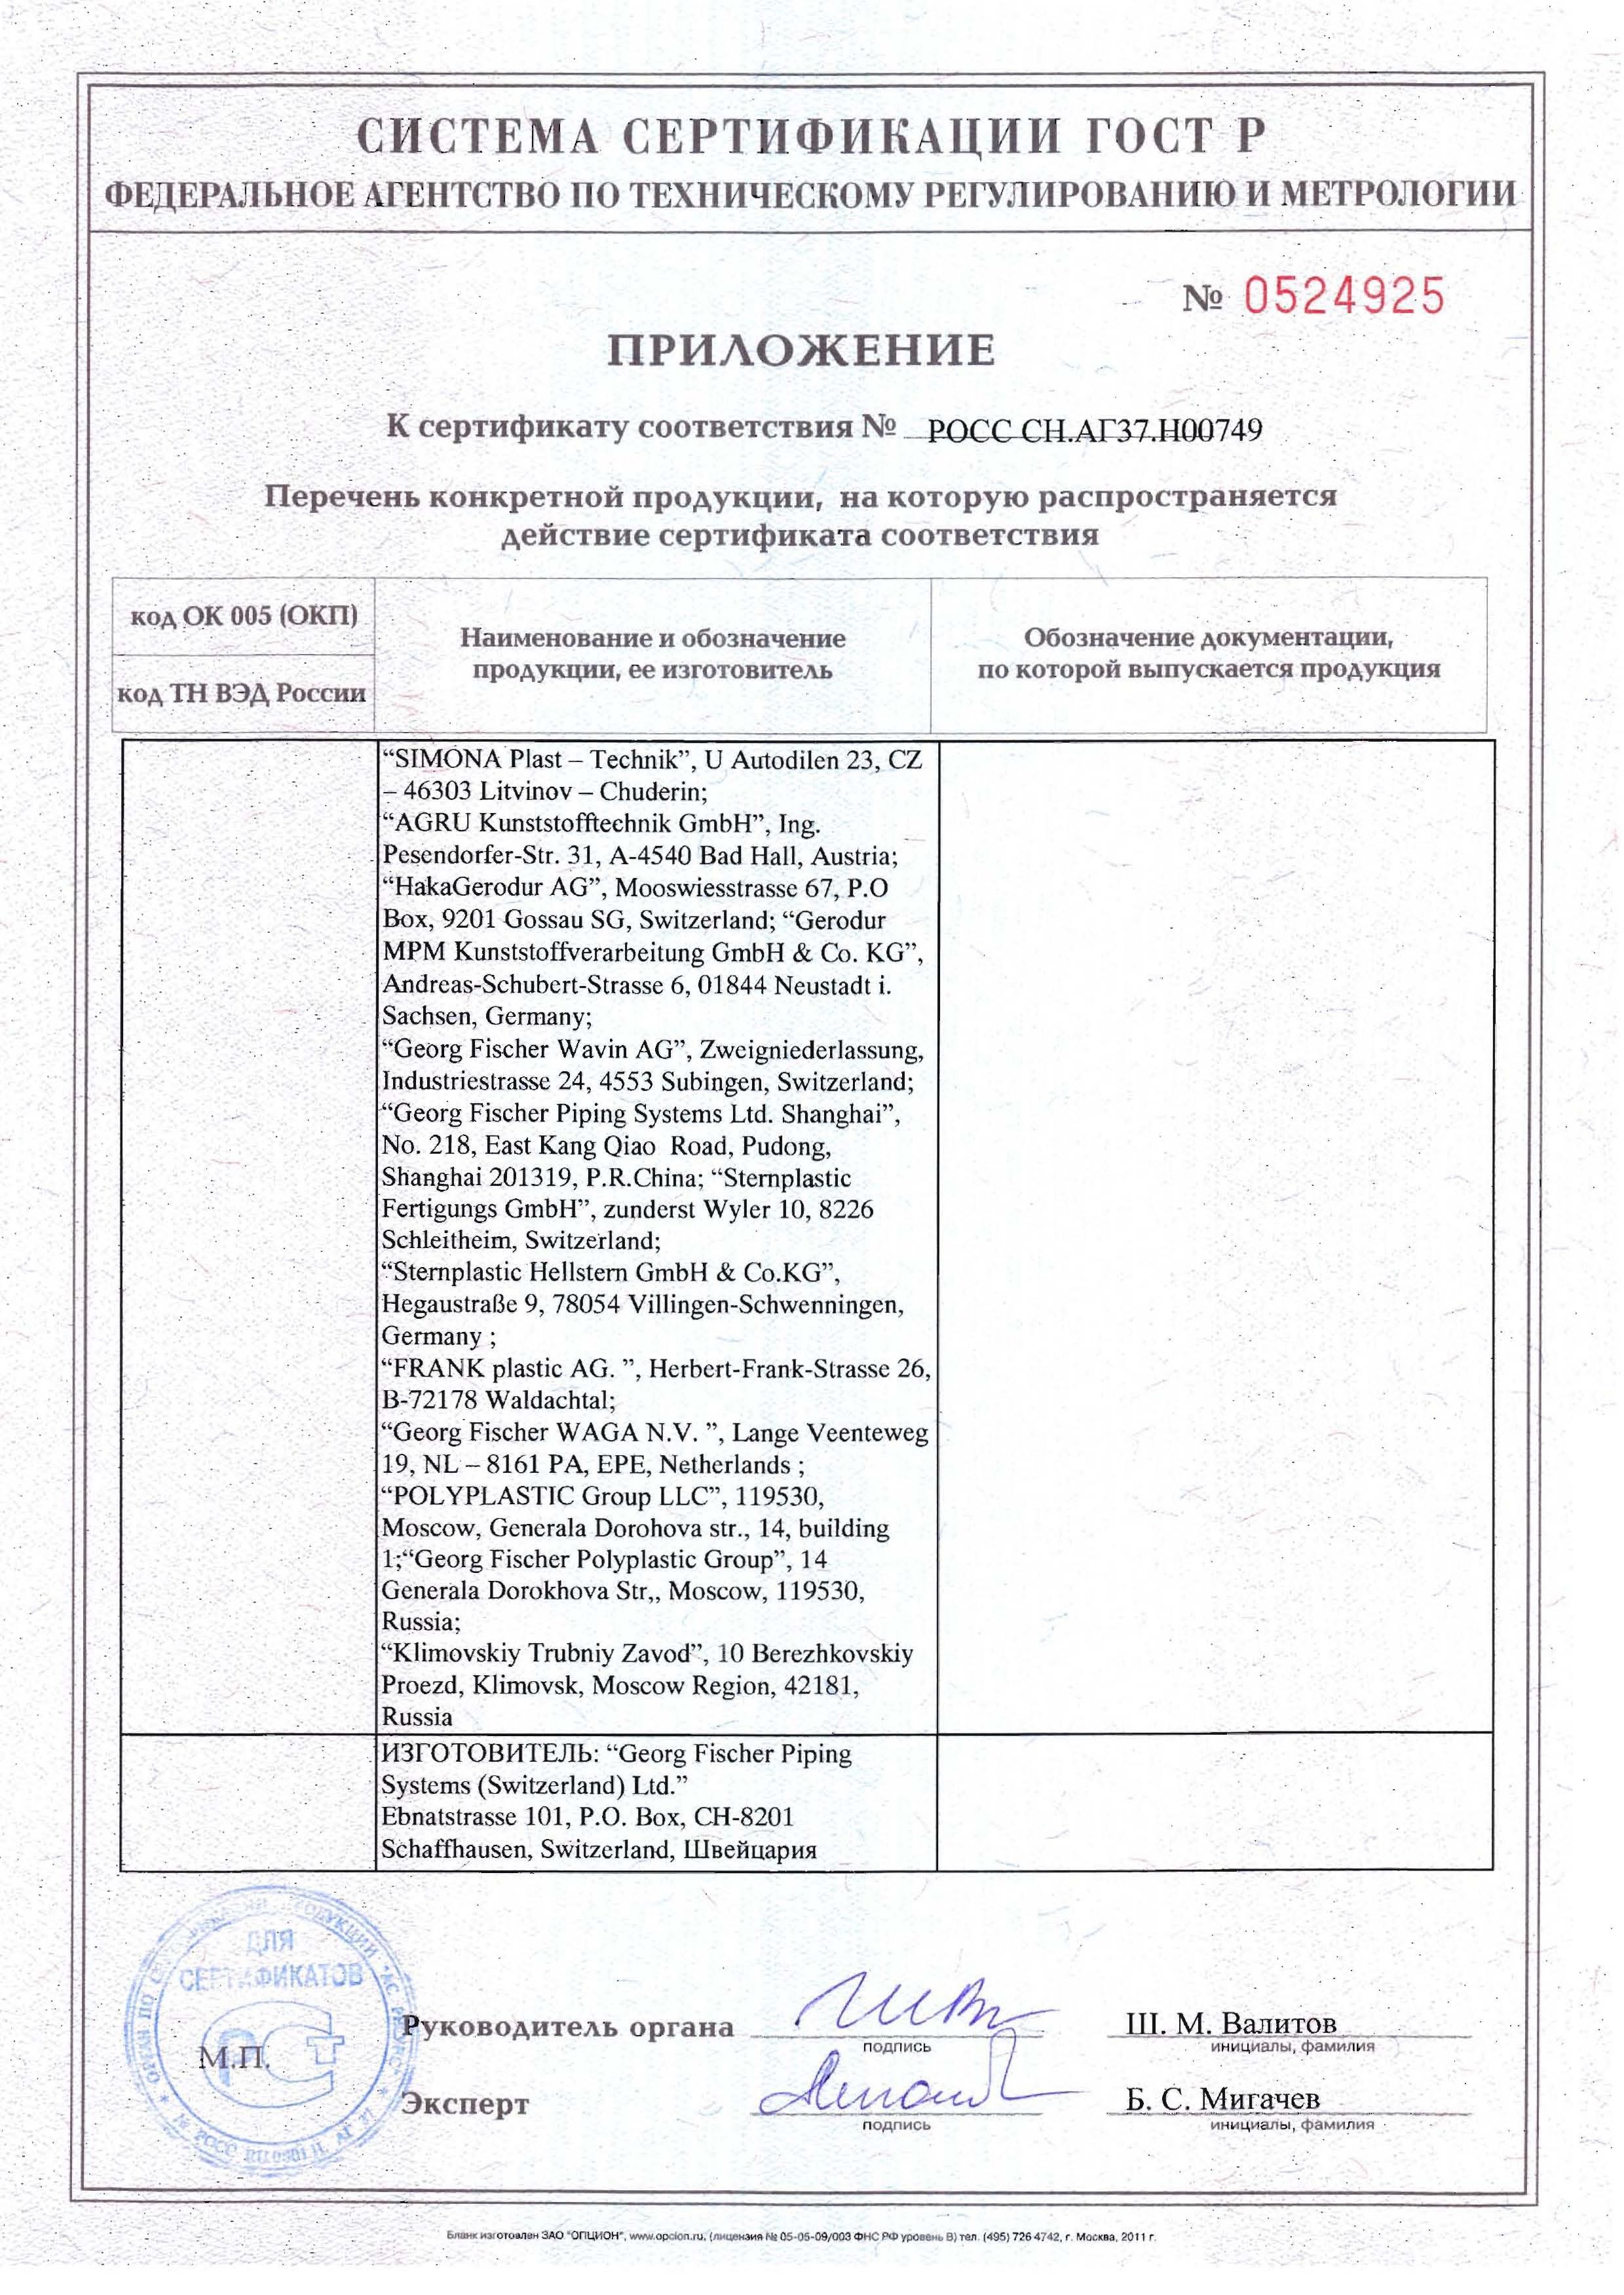 СИСТЕМА СЕРТИФИКАЦИИ ГОСТ Р
ФЕДЕРАЛЬНОЕ АГЕНТСТВО ПО ТЕХНИЧЕСКОМУ РЕГУЛИРОВАНИЮ И МЕТРОЛОГИИ
№ 0524925
ПРИЛОЖЕНИЕ
К сертификату соответствия № РОСС CH.АГ37.Н00749
Перечень конкретной продукции, на которую распространяется
действие сертификата соответствия
код ОК 005 (ОКП)
код ТН ВЭД России
Наименование и обозначение
продукции, ее изготовитель
Обозначение документации,
по которой выпускается продукция
“SIMONA Plast – Technik”, U Autodilen 23, CZ
– 46303 Litvinov – Chuderin;
“AGRU Kunststofftechnik GmbH”, Ing.
Pesendorfer-Str. 31, A-4540 Bad Hall, Austria;
“HakaGerodur AG”, Mooswiesstrasse 67, P.O
Box, 9201 Gossau SG, Switzerland; “Gerodur
MPM Kunststoffverarbeitung GmbH & Co. KG”,
Andreas-Schubert-Strasse 6, 01844 Neustadt i.
Sachsen, Germany;
“Georg Fischer Wavin AG”, Zweigniederlassung,
Industriestrasse 24, 4553 Subingen, Switzerland;
“Georg Fischer Piping Systems Ltd. Shanghai”,
No. 218, East Kang Qiao Road, Pudong,
Shanghai 201319, P.R.China; “Sternplastic
Fertigungs GmbH”, zunderst Wyler 10, 8226
Schleitheim, Switzerland;
“Sternplastic Hellstern GmbH & Co.KG”,
Hegaustraße 9, 78054 Villingen-Schwenningen,
Germany ;
“FRANK plastic AG. ”, Herbert-Frank-Strasse 26,
B-72178 Waldachtal;
“Georg Fischer WAGA N.V. ”, Lange Veenteweg
19, NL – 8161 PA, EPE, Netherlands ;
“POLYPLASTIC Group LLC”, 119530,
Moscow, Generala Dorohova str., 14, building
1;“Georg Fischer Polyplastic Group”, 14
Generala Dorokhova Str,, Moscow, 119530,
Russia;
“Klimovskiy Trubniy Zavod”, 10 Berezhkovskiy
Proezd, Klimovsk, Moscow Region, 42181,
Russia
ИЗГОТОВИТЕЛЬ: “Georg Fischer Piping
Systems (Switzerland) Ltd.”
Ebnatstrasse 101, P.O. Box, CH-8201
Schaffhausen, Switzerland, Швейцария
ДЛЯ
СЕРТИФИКАТОВ
М.П.
Руководитель органа
подпись
Ш. М. Валитов
инициалы, фамилия
Эксперт
подпись
Б. С. Мигачев
инициалы, фамилия
Бланк изготовлен ЗАО "ОПЦИОН", www.opcion.ru, (лицензия № 05-05-09/003 ФНС РФ уровень В) тел. (495) 726 4742, г. Москва, 2011 г.